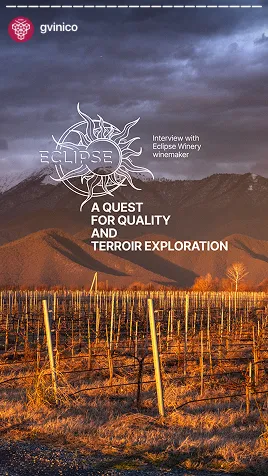 gvinico
ECLIPSE
Interview with
Eclipse Winery
winemaker
A QUEST
FOR QUALITY
AND
TERROIR EXPLORATION